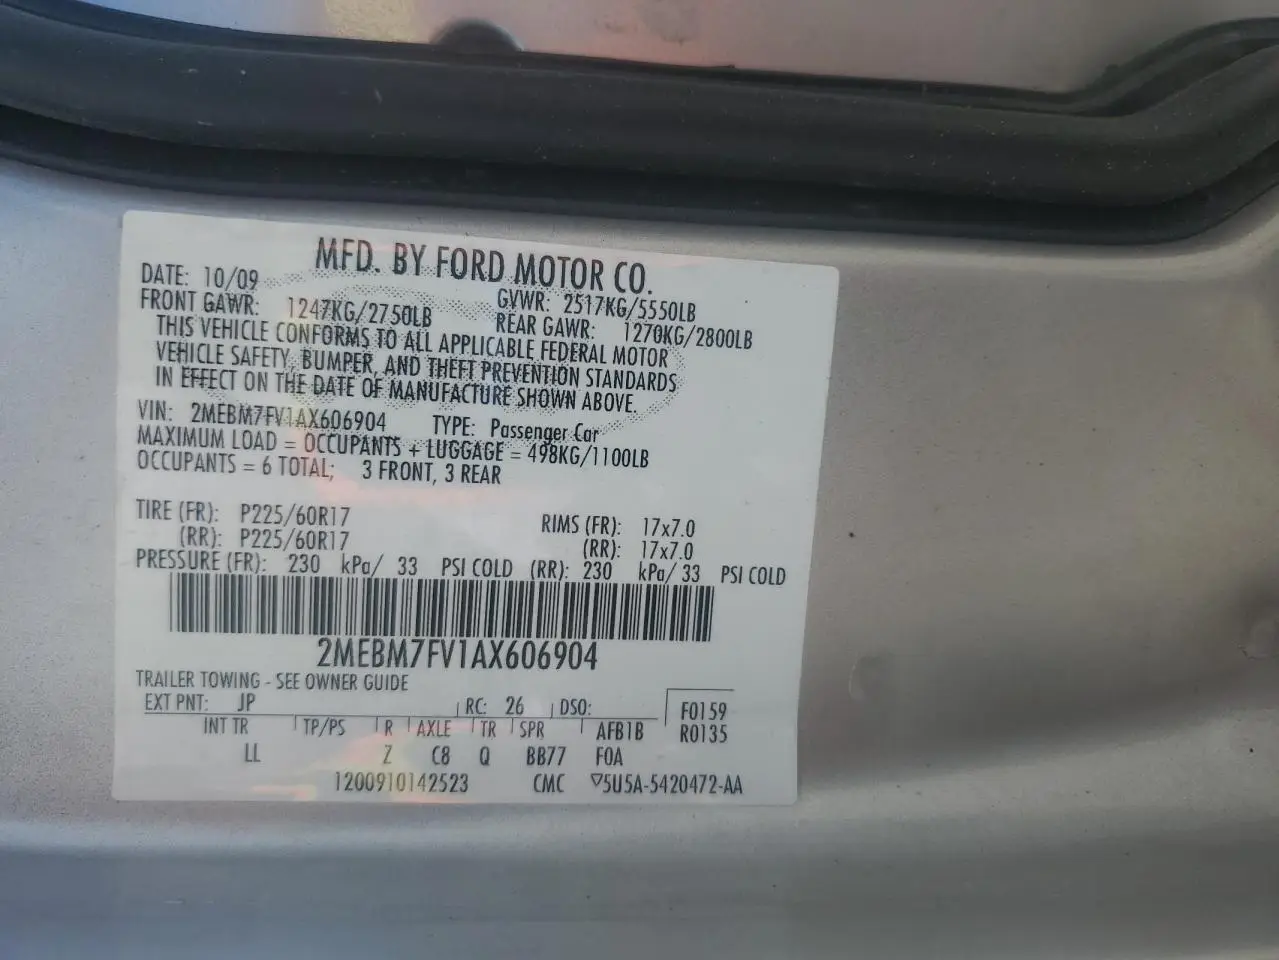 MFD. BY FORD MOTOR CO.
DATE: 10/09 GVWR: 2517KG/5550LB
FRONT GAWR: 1247KG/2750LB REAR GAWR: 1270KG/2800LB
THIS VEHICLE CONFORMS TO ALL APPLICABLE FEDERAL MOTOR
VEHICLE SAFETY, BUMPER, AND THEFT PREVENTION STANDARDS
IN EFFECT ON THE DATE OF MANUFACTURE SHOWN ABOVE.
VIN: 2MEBM7FV1AX606904 TYPE: Passenger Car
MAXIMUM LOAD = OCCUPANTS + LUGGAGE = 498KG/1100LB
OCCUPANTS = 6 TOTAL; 3 FRONT, 3 REAR
TIRE (FR): P225/60R17 RIMS (FR): 17x7.0
(RR): P225/60R17 (RR): 17x7.0
PRESSURE (FR): 230 kPa/ 33 PSI COLD (RR): 230 kPa/ 33 PSI COLD
2MEBM7FV1AX606904
TRAILER TOWING - SEE OWNER GUIDE
EXT PNT: JP RC: 26 DSO: F0159
INT TR TP/PS R AXLE TR SPR AFB1B R0135
LL Z C8 Q BB77 F0A
1200910142523 CMC ▽5U5A-5420472-AA